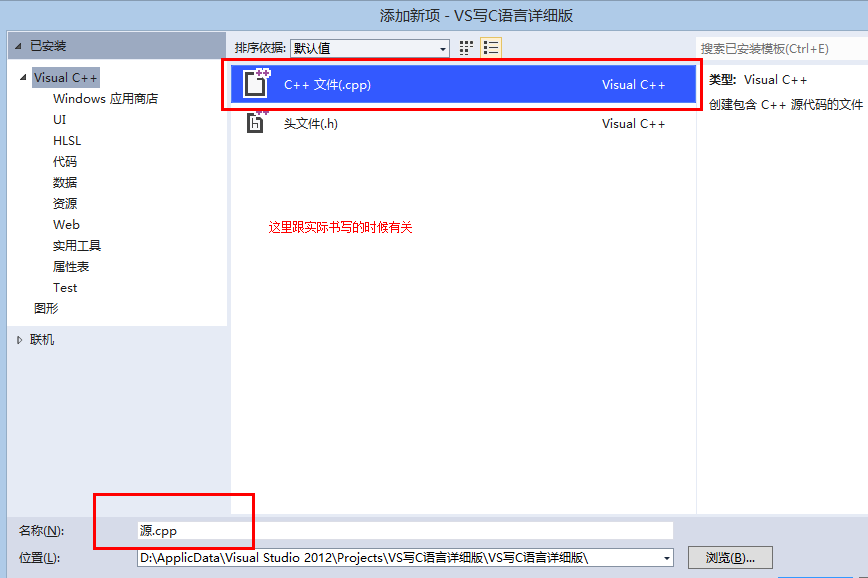 添加新项 - VS写C语言详细版
已安装
排序依据: 默认值
搜索已安装模板(Ctrl+E)
Visual C++
Windows 应用商店
UI
HLSL
代码
数据
资源
Web
实用工具
属性表
Test
图形
联机
C++ 文件(.cpp) Visual C++
头文件(.h) Visual C++
这里跟实际书写的时候有关
类型: Visual C++
创建包含 C++ 源代码的文件
名称(N): 源.cpp
位置(L): D:\ApplicData\Visual Studio 2012\Projects\VS写C语言详细版\VS写C语言详细版\ 浏览(B)...